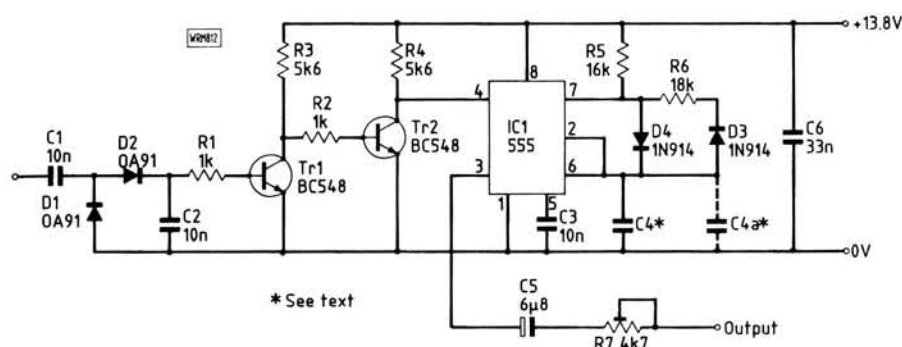 WRM812
+13.8V
R3
5k6
R4
5k6
R5
16k
R6
18k
8
4
7
R2
1k
IC1
555
2
D4
1N914
D3
1N914
C6
33n
C1
10n
D2
OA91
R1
1k
Tr2
BC548
3
6
Tr1
BC548
D1
OA91
C2
10n
1
5
C3
10n
C4*
C4a*
0V
* See text
C5
6µ8
R7 4k7
Output